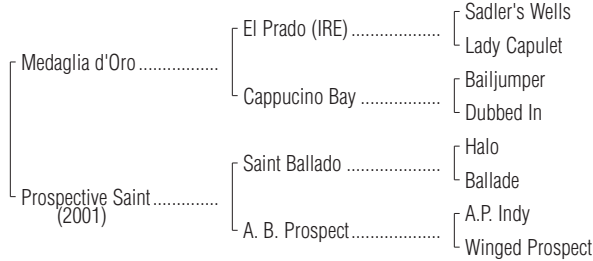 Sadler's Wells
El Prado (IRE) ....................
Lady Capulet
Medaglia d'Oro ..................
Bailjumper
Cappucino Bay ..................
Dubbed In
Halo
Saint Ballado .....................
Ballade
Prospective Saint ...............
(2001)
A.P. Indy
A. B. Prospect ....................
Winged Prospect